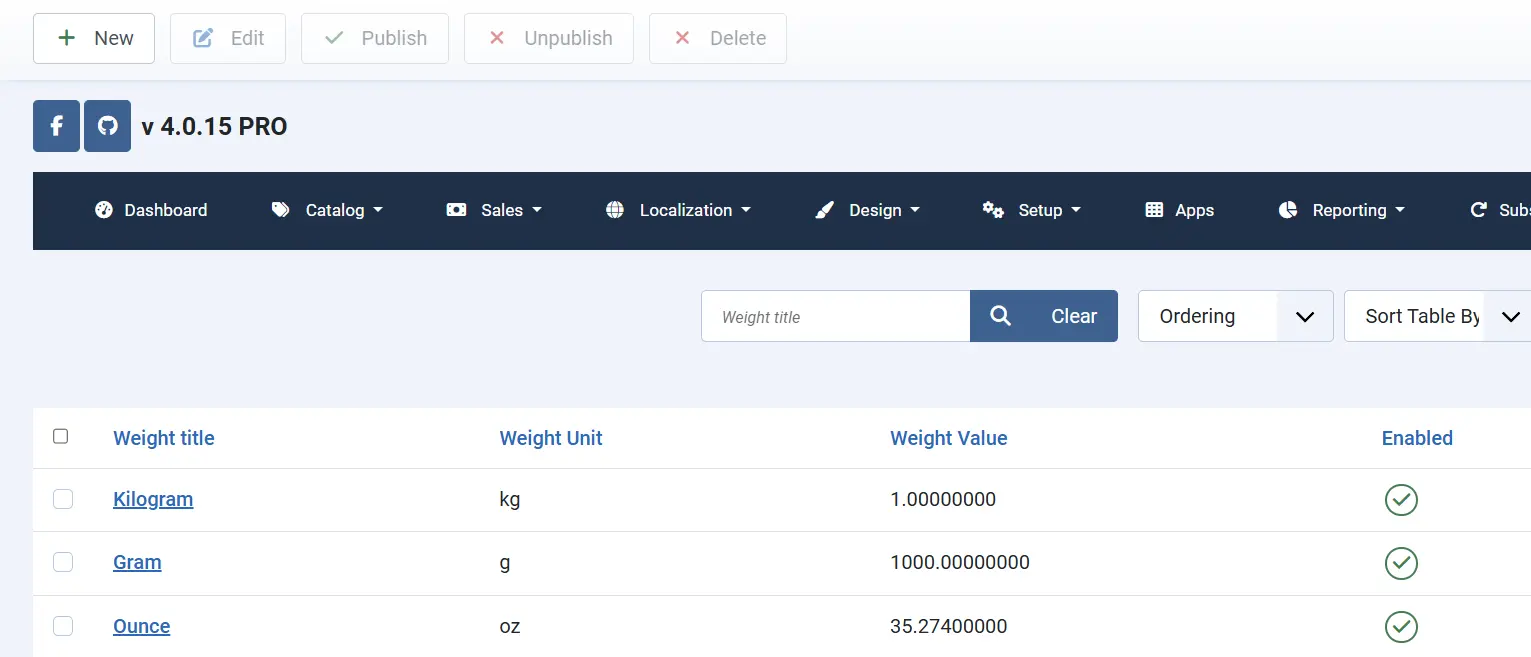 New Edit Publish Unpublish Delete
v 4.0.15 PRO
Dashboard Catalog Sales Localization Design Setup Apps Reporting
Weight title Clear Ordering Sort Table By
Weight title Weight Unit Weight Value Enabled
Kilogram kg 1.00000000
Gram g 1000.00000000
Ounce oz 35.27400000